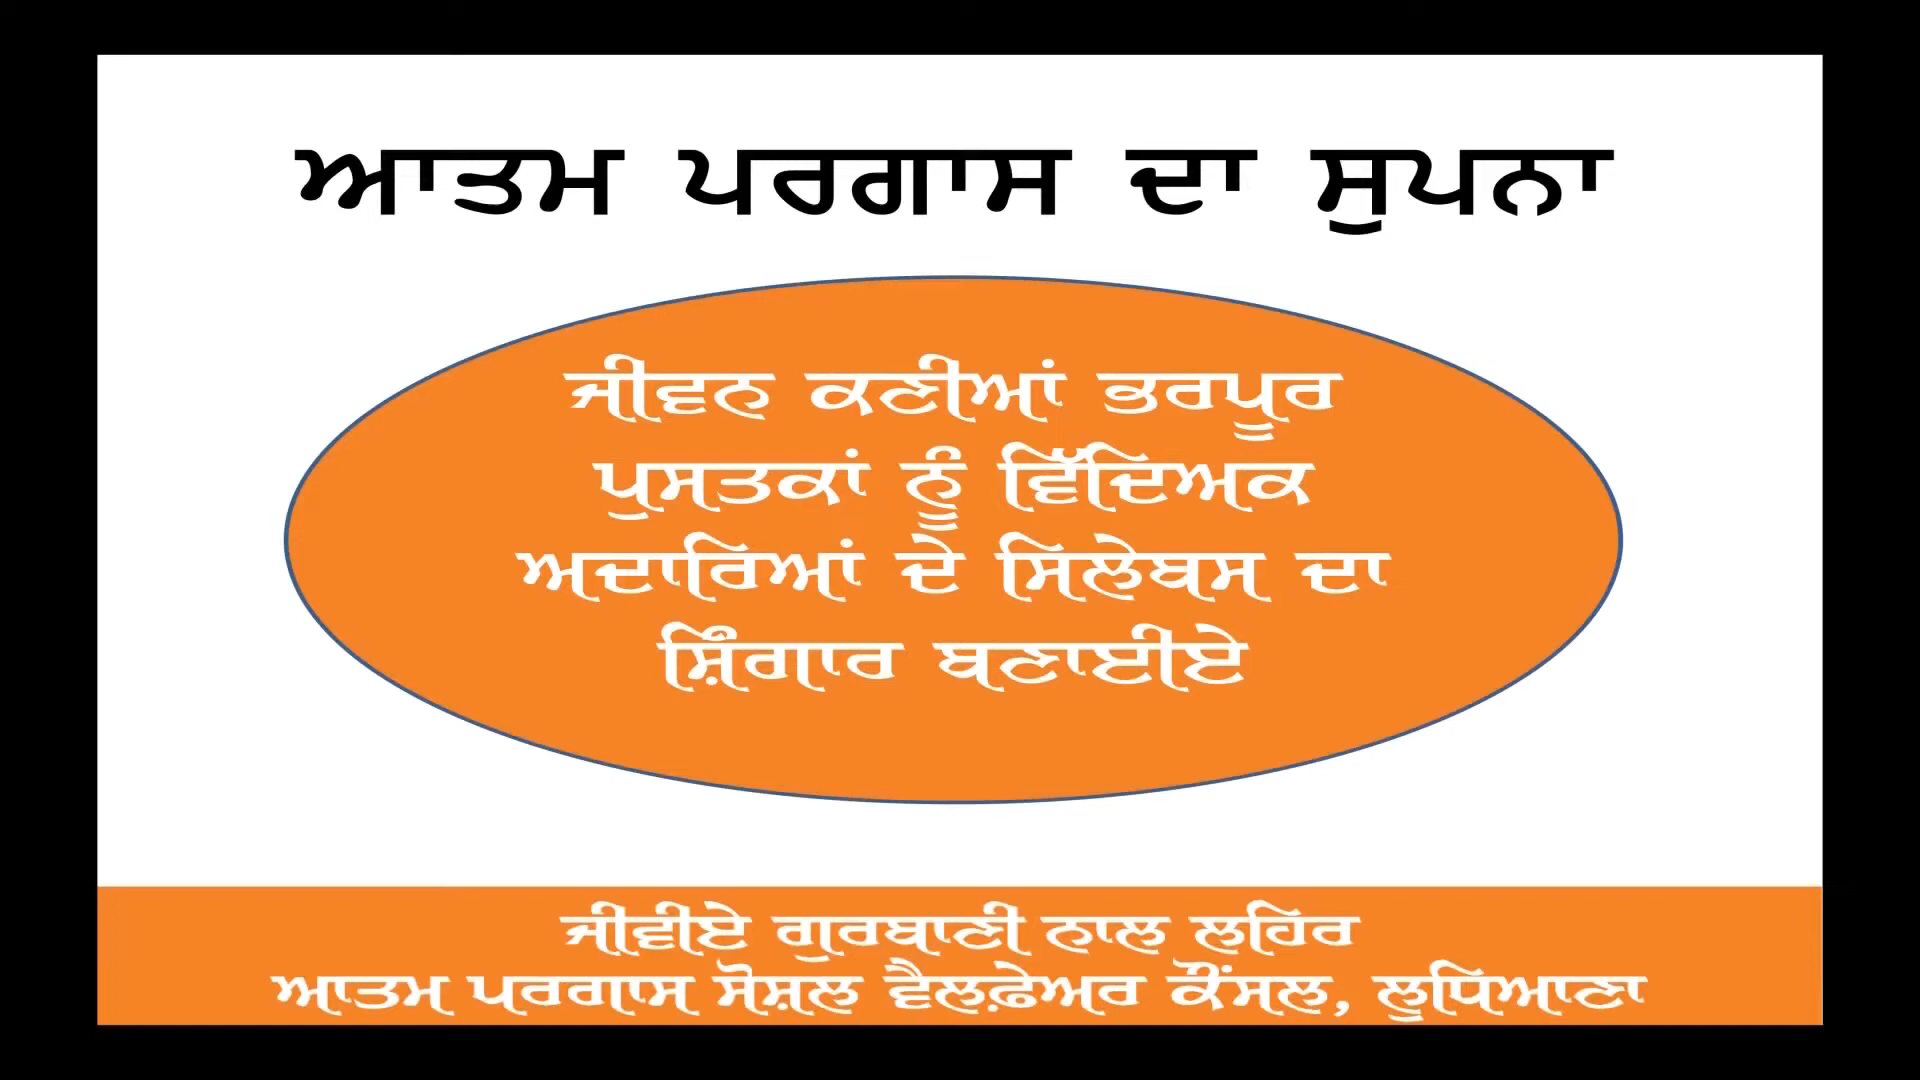 ਆਤਮ ਪਰਗਾਸ ਦਾ ਸੁਪਨਾ
ਜੀਵਨ ਕਣੀਆਂ ਭਰਪੂਰ
ਪੁਸਤਕਾਂ ਨੂੰ ਵਿੱਦਿਅਕ
ਅਦਾਰਿਆਂ ਦੇ ਸਿਲੇਬਸ ਦਾ
ਸ਼ਿੰਗਾਰ ਬਣਾਈਏ
ਜੀਵੀਏ ਗੁਰਬਾਣੀ ਨਾਲ ਲਹਿਰ
ਆਤਮ ਪਰਗਾਸ ਸੋਸ਼ਲ ਵੈਲਫ਼ੇਅਰ ਕੌਂਸਲ, ਲੁਧਿਆਣਾ